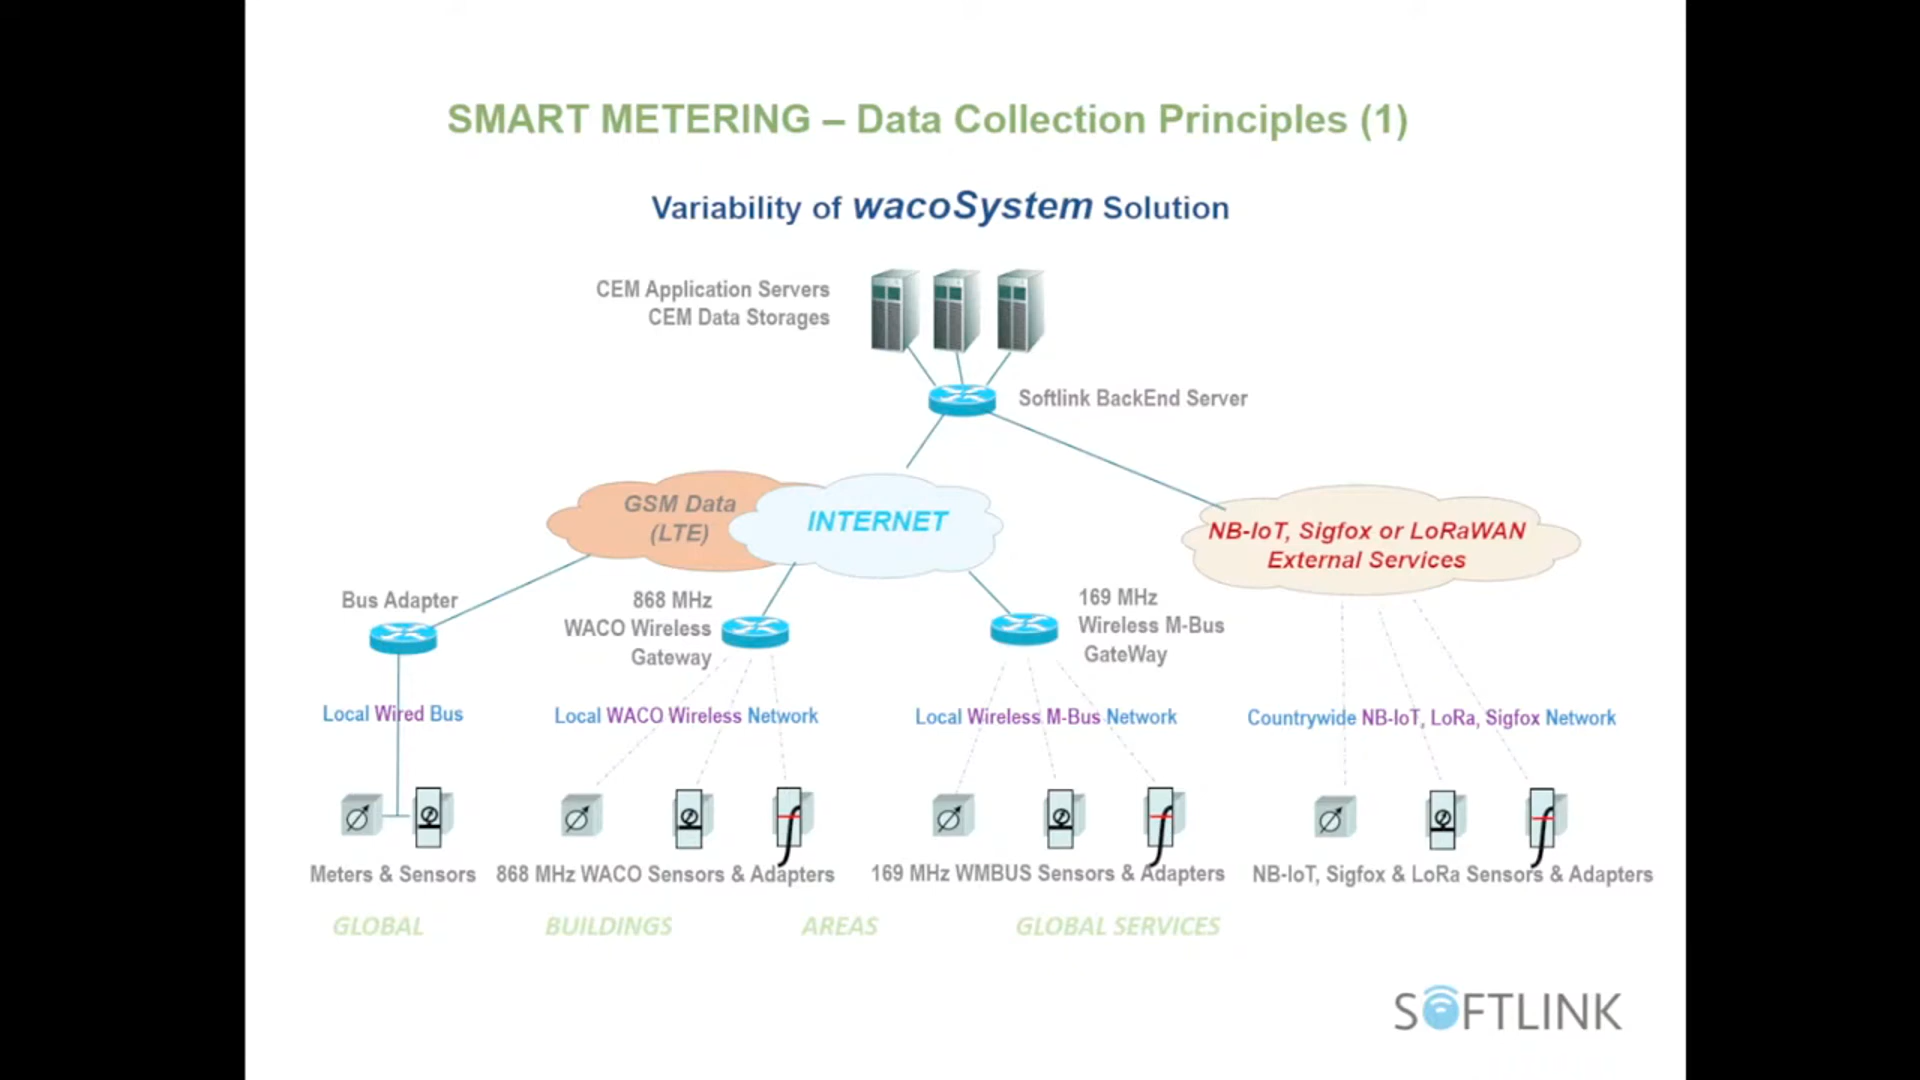 SMART METERING – Data Collection Principles (1)
Variability of wacoSystem Solution
CEM Application Servers
CEM Data Storages
Softlink BackEnd Server
GSM Data
(LTE)
INTERNET
NB-IoT, Sigfox or LoRaWAN
External Services
Bus Adapter
868 MHz
WACO Wireless
Gateway
169 MHz
Wireless M-Bus
GateWay
Local Wired Bus
Local WACO Wireless Network
Local Wireless M-Bus Network
Countrywide NB-IoT, LoRa, Sigfox Network
Meters & Sensors
868 MHz WACO Sensors & Adapters
169 MHz WMBUS Sensors & Adapters
NB-IoT, Sigfox & LoRa Sensors & Adapters
GLOBAL
BUILDINGS
AREAS
GLOBAL SERVICES
SOFTLINK